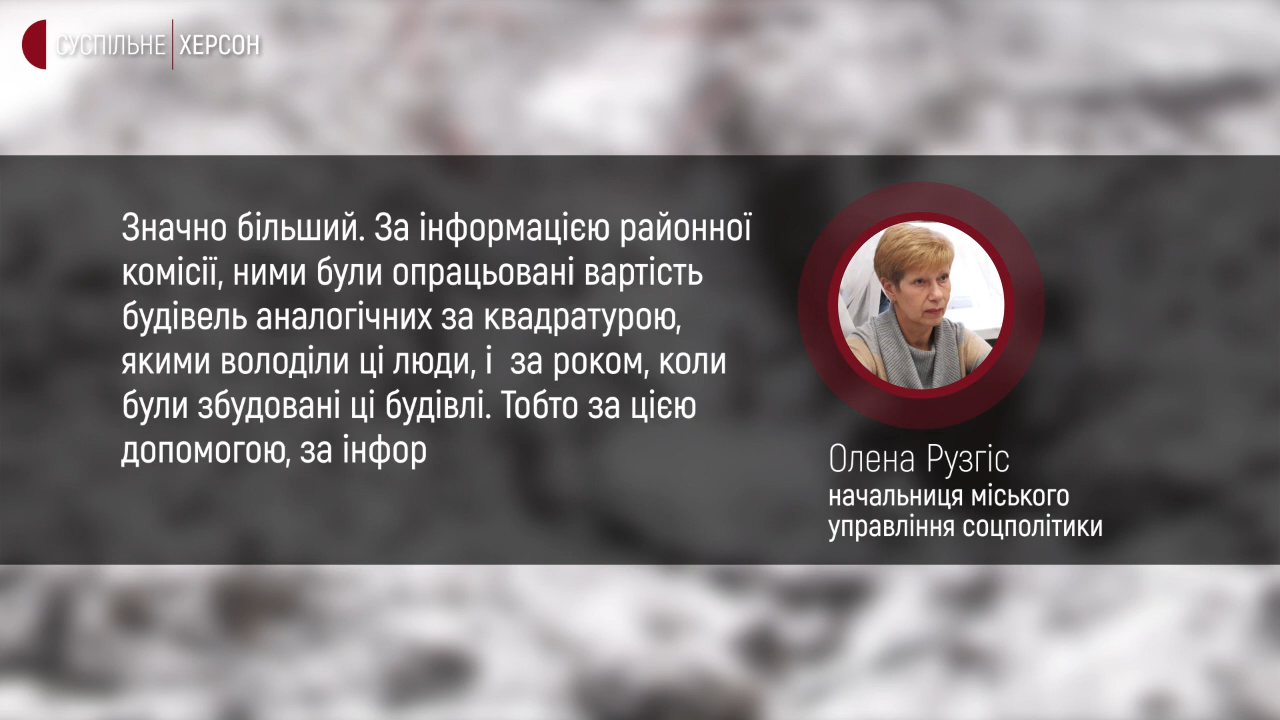 СУСПІЛЬНЕ ХЕРСОН
Значно більший. За інформацією районної
комісії, ними були опрацьовані вартість
будівель аналогічних за квадратурою,
якими володіли ці люди, і за роком, коли
були збудовані ці будівлі. Тобто за цією
допомогою, за інфор
Олена Рузгіс
начальниця міського
управління соцполітики